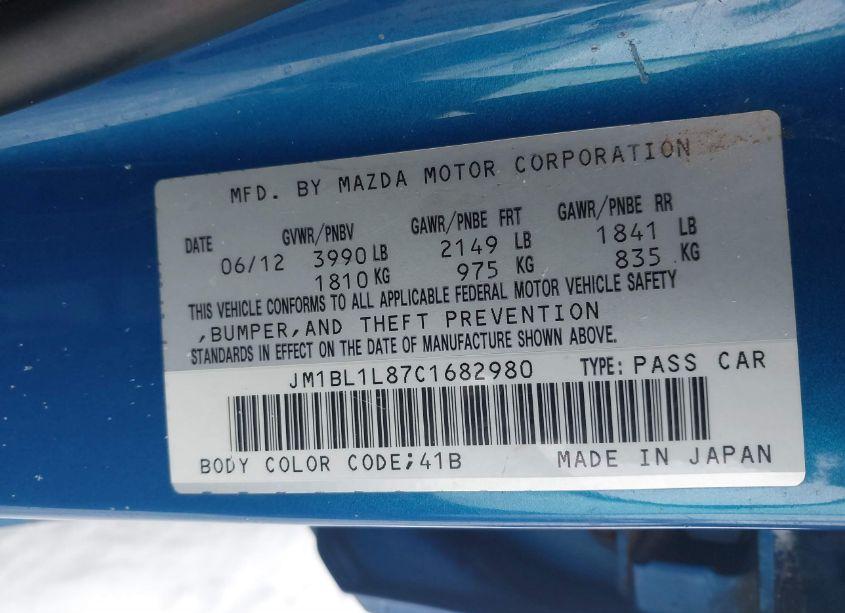 MFD. BY MAZDA MOTOR CORPORATION
DATE GVWR/PNBV GAWR/PNBE FRT GAWR/PNBE RR
06/12 3990 LB 2149 LB 1841 LB
1810 KG 975 KG 835 KG
THIS VEHICLE CONFORMS TO ALL APPLICABLE FEDERAL MOTOR VEHICLE SAFETY
,BUMPER,AND THEFT PREVENTION
STANDARDS IN EFFECT ON THE DATE OF MANUFACTURE SHOWN ABOVE.
JM1BL1L87C1682980 TYPE: PASS CAR
BODY COLOR CODE;41B MADE IN JAPAN